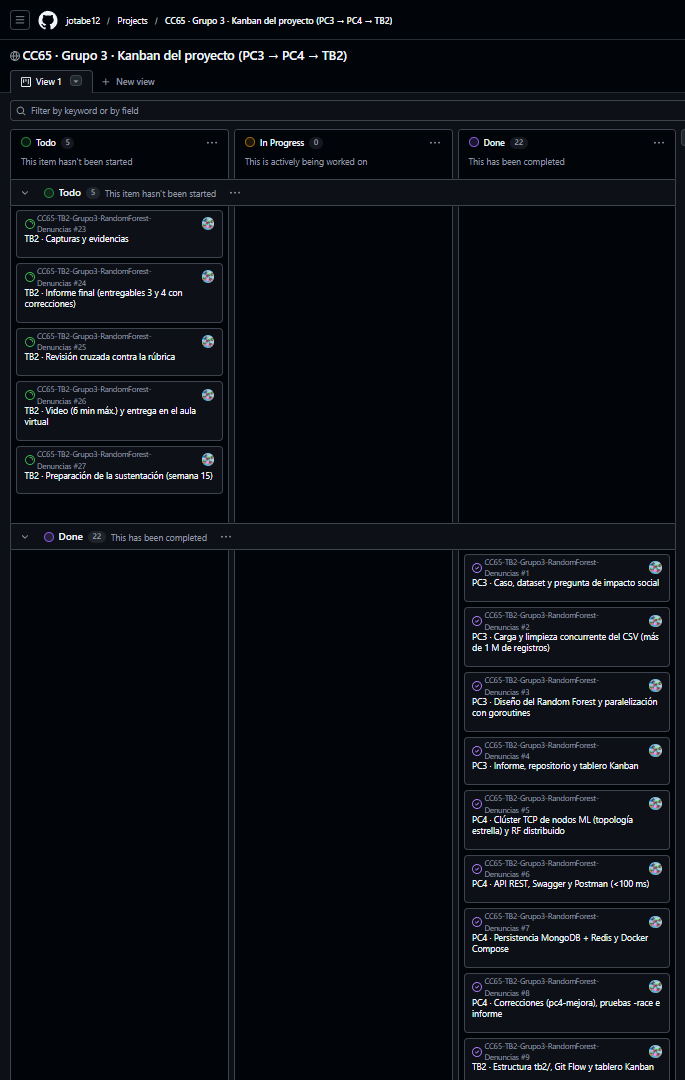 jotabe12 / Projects / CC65 · Grupo 3 · Kanban del proyecto (PC3 → PC4 → TB2)
CC65 · Grupo 3 · Kanban del proyecto (PC3 → PC4 → TB2)
View 1
+ New view
Filter by keyword or by field
Todo 5 ...
This item hasn't been started
In Progress 0 ...
This is actively being worked on
Done 22 ...
This has been completed
Todo 5 This item hasn't been started ...
CC65-TB2-Grupo3-RandomForest-
Denuncias #23
TB2 · Capturas y evidencias
CC65-TB2-Grupo3-RandomForest-
Denuncias #24
TB2 · Informe final (entregables 3 y 4 con
correcciones)
CC65-TB2-Grupo3-RandomForest-
Denuncias #25
TB2 · Revisión cruzada contra la rúbrica
CC65-TB2-Grupo3-RandomForest-
Denuncias #26
TB2 · Video (6 min máx.) y entrega en el aula
virtual
CC65-TB2-Grupo3-RandomForest-
Denuncias #27
TB2 · Preparación de la sustentación (semana 15)
Done 22 This has been completed ...
CC65-TB2-Grupo3-RandomForest-
Denuncias #1
PC3 · Caso, dataset y pregunta de impacto social
CC65-TB2-Grupo3-RandomForest-
Denuncias #2
PC3 · Carga y limpieza concurrente del CSV (más
de 1 M de registros)
CC65-TB2-Grupo3-RandomForest-
Denuncias #3
PC3 · Diseño del Random Forest y paralelización
con goroutines
CC65-TB2-Grupo3-RandomForest-
Denuncias #4
PC3 · Informe, repositorio y tablero Kanban
CC65-TB2-Grupo3-RandomForest-
Denuncias #5
PC4 · Clúster TCP de nodos ML (topología
estrella) y RF distribuido
CC65-TB2-Grupo3-RandomForest-
Denuncias #6
PC4 · API REST, Swagger y Postman (<100 ms)
CC65-TB2-Grupo3-RandomForest-
Denuncias #7
PC4 · Persistencia MongoDB + Redis y Docker
Compose
CC65-TB2-Grupo3-RandomForest-
Denuncias #8
PC4 · Correcciones (pc4-mejora), pruebas -race e
informe
CC65-TB2-Grupo3-RandomForest-
Denuncias #9
TB2 · Estructura tb2/, Git Flow y tablero Kanban